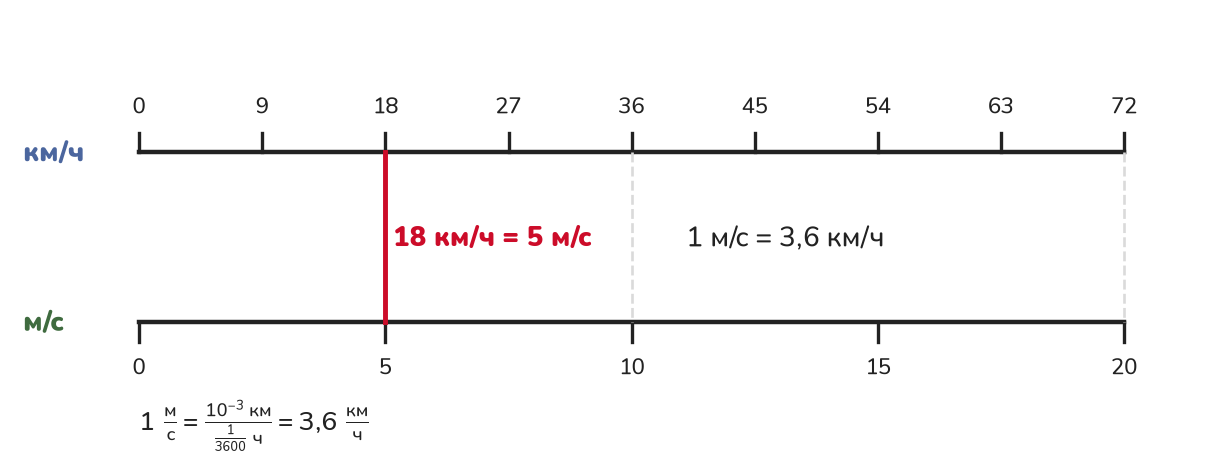 0 9 18 27 36 45 54 63 72
км/ч
18 км/ч = 5 м/с 1 м/с = 3,6 км/ч
м/с
0 5 10 15 20
1 м/с = 10⁻³ км / (1/3600 ч) = 3,6 км/ч